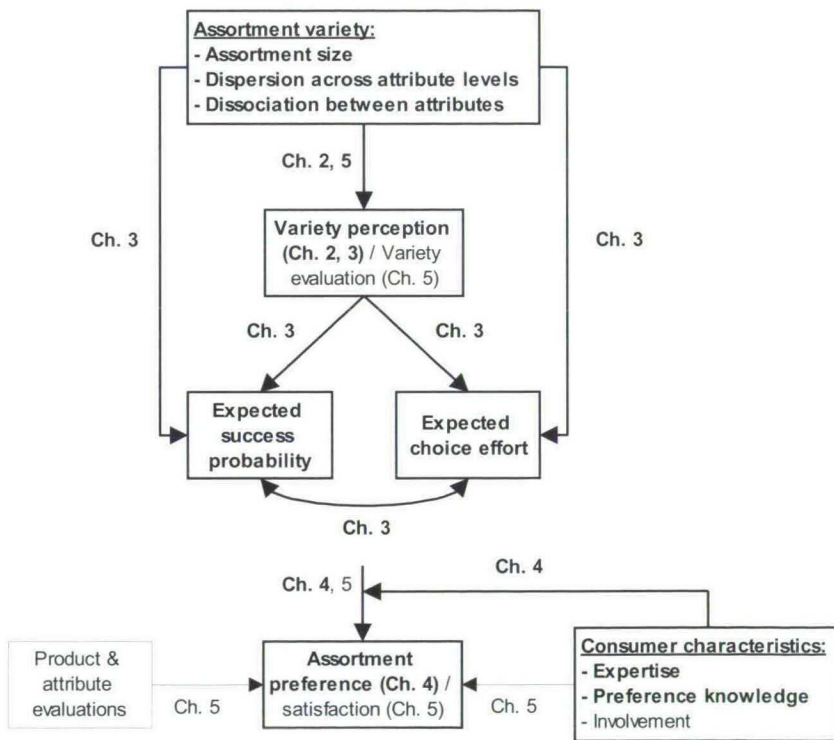 Assortment variety:
- Assortment size
- Dispersion across attribute levels
- Dissociation between attributes
Ch. 2, 5
Ch. 3
Variety perception
(Ch. 2, 3) / Variety
evaluation (Ch. 5)
Ch. 3
Ch. 3
Ch. 3
Expected
success
probability
Expected
choice effort
Ch. 3
Ch. 4, 5
Ch. 4
Product &
attribute
evaluations
Ch. 5
Assortment
preference (Ch. 4) /
satisfaction (Ch. 5)
Ch. 5
Consumer characteristics:
- Expertise
- Preference knowledge
- Involvement